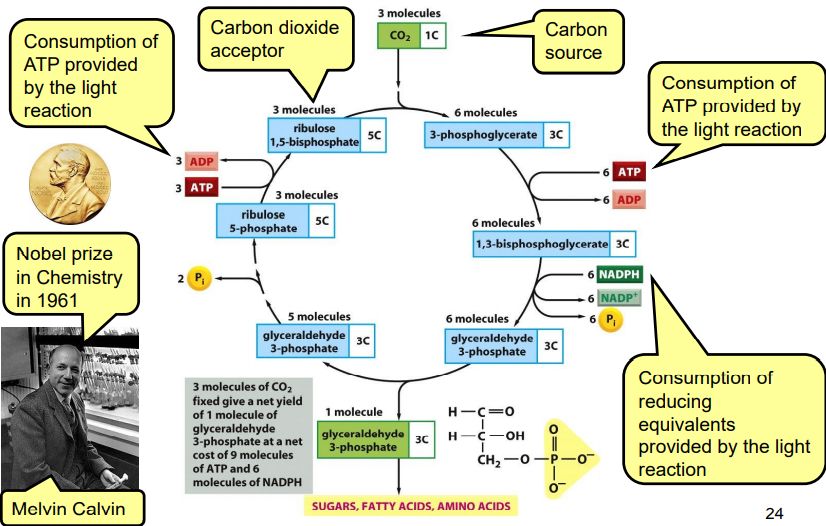 Consumption of
ATP provided
by the light
reaction
Carbon dioxide
acceptor
3 molecules
CO₂ 1C
Carbon
source
Consumption of
ATP provided by
the light reaction
3 molecules
ribulose
1,5-bisphosphate 5C
6 molecules
3-phosphoglycerate 3C
3 ADP
3 ATP
6 ATP
6 ADP
3 molecules
ribulose
5-phosphate 5C
6 molecules
1,3-bisphosphoglycerate 3C
Nobel prize
in Chemistry
in 1961
2 Pi
6 NADPH
6 NADP⁺
6 Pi
5 molecules
glyceraldehyde
3-phosphate 3C
6 molecules
glyceraldehyde
3-phosphate 3C
Consumption of
reducing
equivalents
provided by the light
reaction
3 molecules of CO₂
fixed give a net yield
of 1 molecule of
glyceraldehyde
3-phosphate at a net
cost of 9 molecules
of ATP and 6
molecules of NADPH
1 molecule
glyceraldehyde
3-phosphate 3C
H—C=O
H—C—OH
CH₂—O—P—O⁻
O
O⁻
SUGARS, FATTY ACIDS, AMINO ACIDS
Melvin Calvin
24